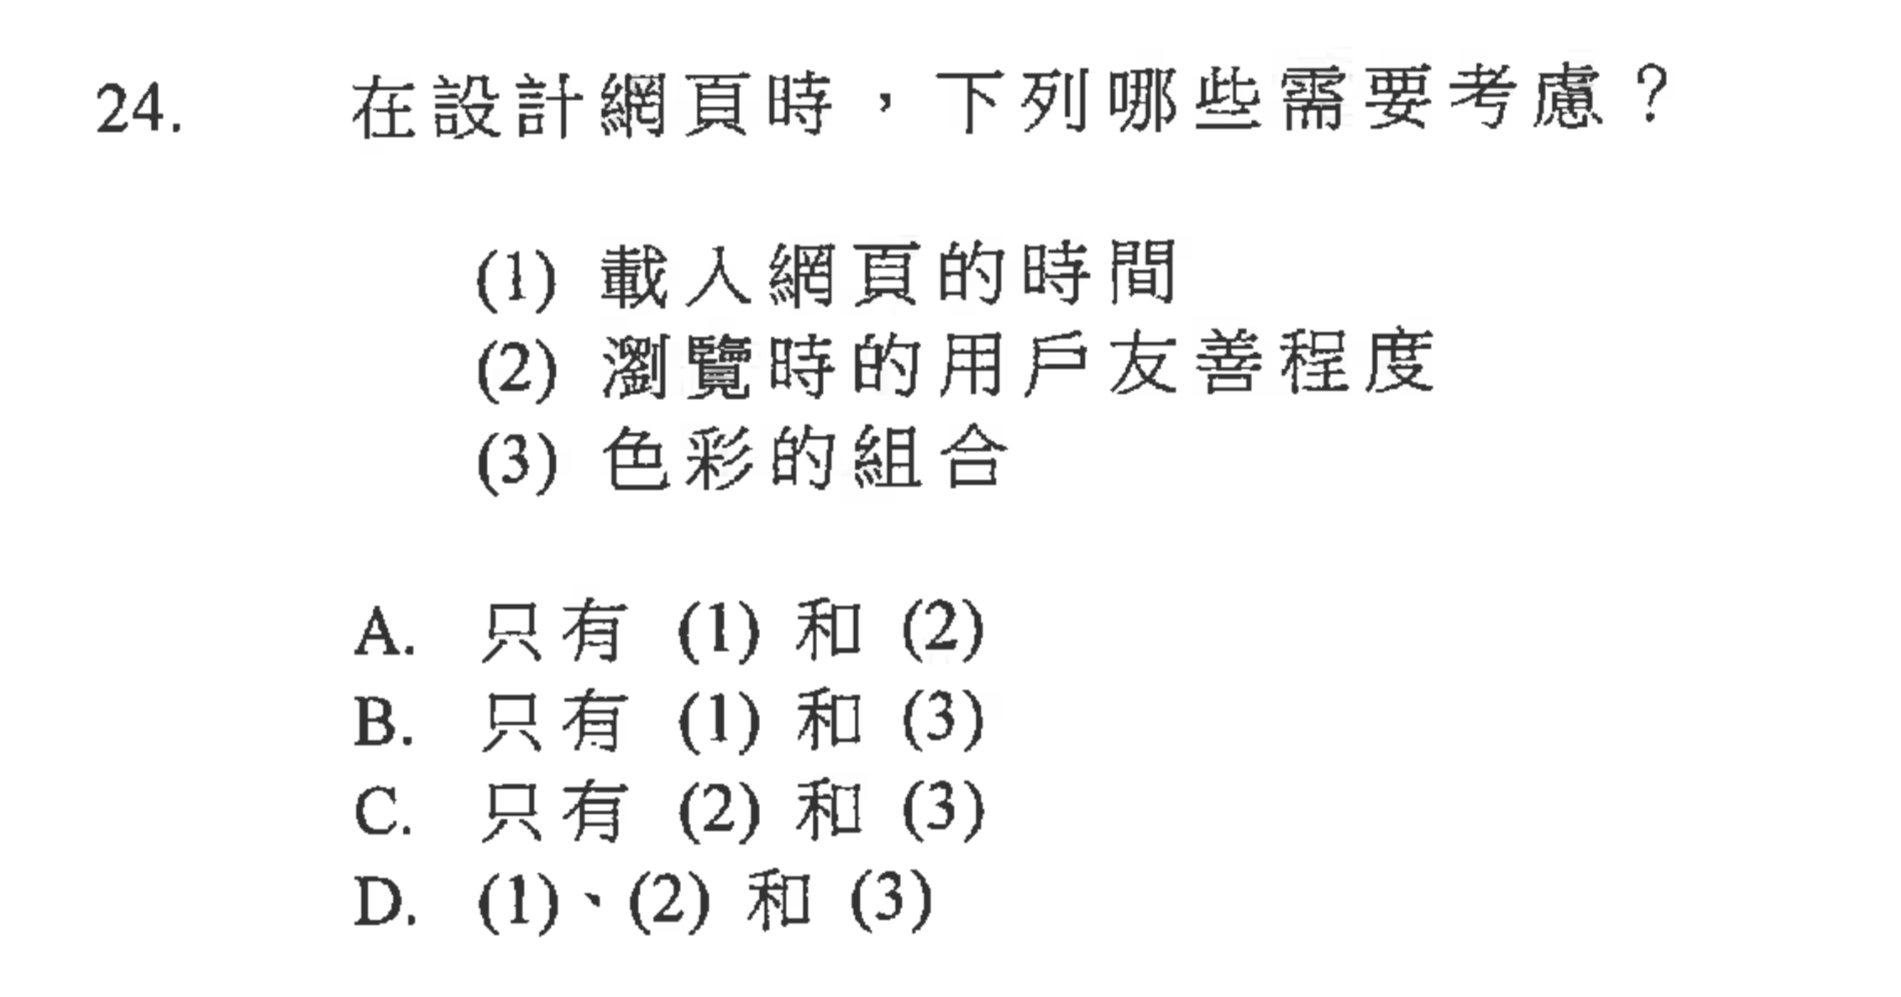 24. 在設計網頁時，下列哪些需要考慮？
(1) 載入網頁的時間
(2) 瀏覽時的用戶友善程度
(3) 色彩的組合
A. 只有 (1) 和 (2)
B. 只有 (1) 和 (3)
C. 只有 (2) 和 (3)
D. (1)、(2) 和 (3)